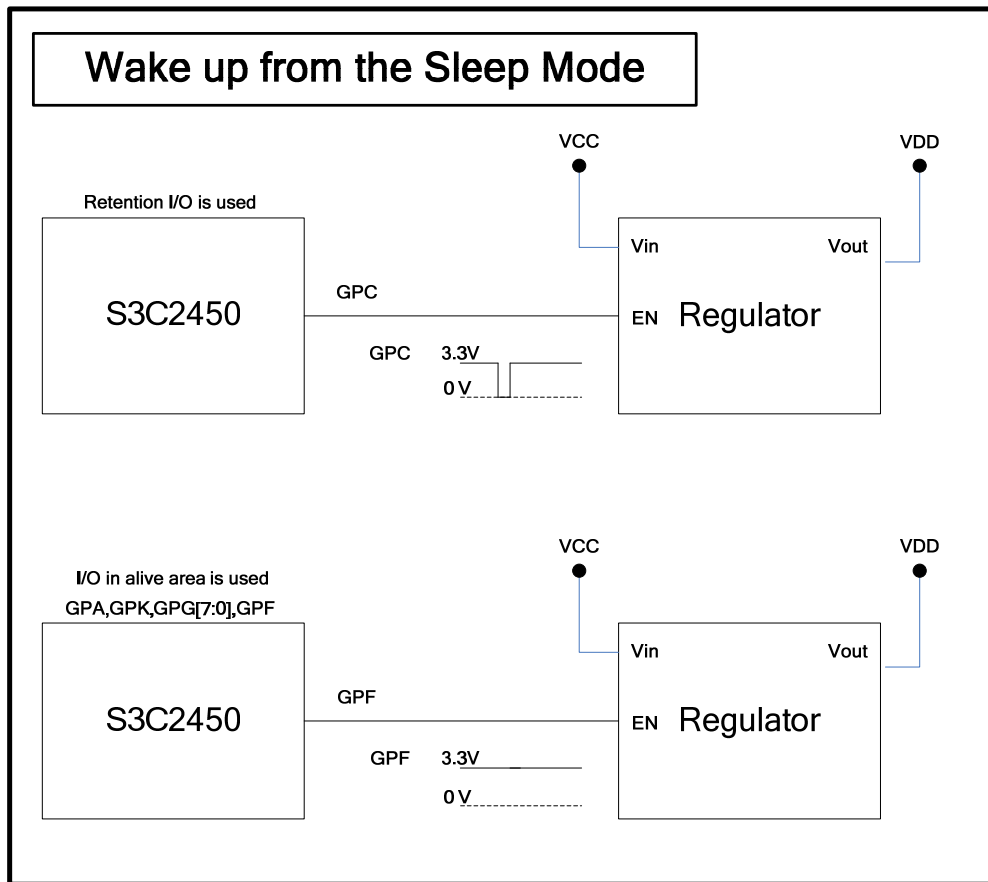 Wake up from the Sleep Mode
VCC
VDD
Retention I/O is used
S3C2450
GPC
Vin
Vout
EN
Regulator
GPC
3.3V
0 V
VCC
VDD
I/O in alive area is used
GPA,GPK,GPG[7:0],GPF
S3C2450
GPF
Vin
Vout
EN
Regulator
GPF
3.3V
0 V